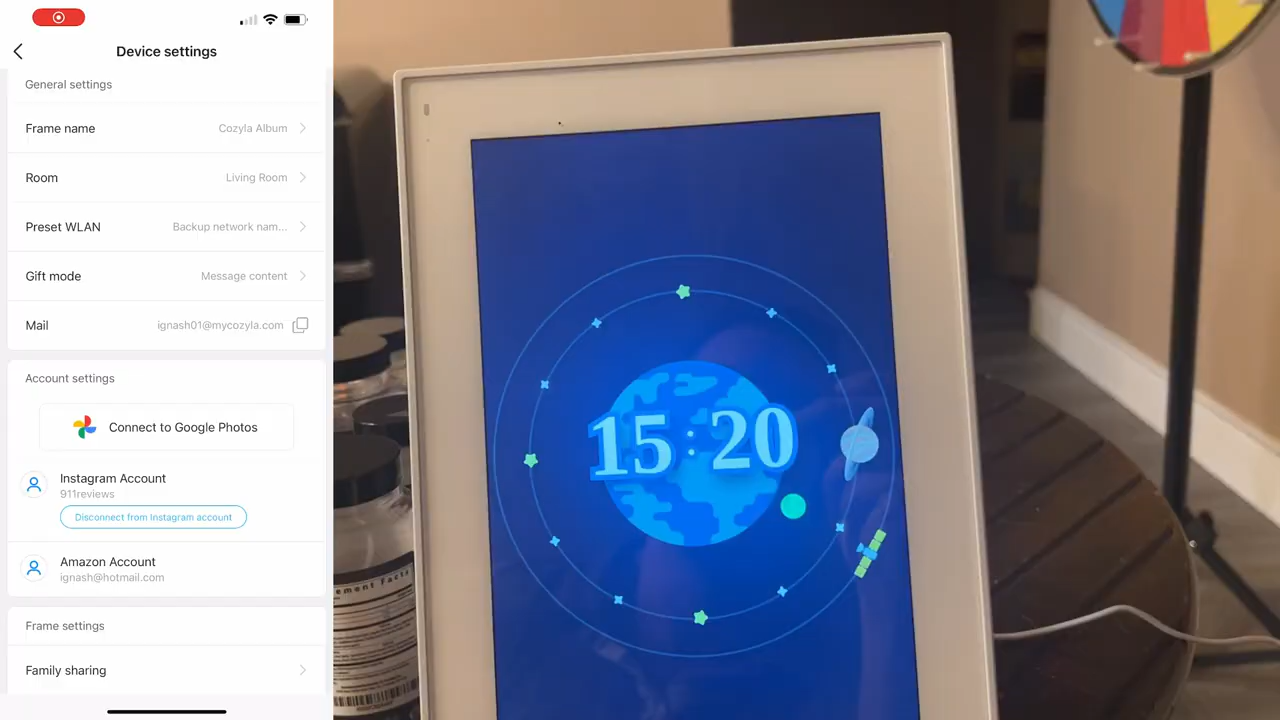 Device settings
General settings
Frame name
Cozyla Album
Room
Living Room
Preset WLAN
Backup network nam...
Gift mode
Message content
Mail
ignash01@mycozyla.com
Account settings
Connect to Google Photos
Instagram Account
911reviews
Disconnect from Instagram account
Amazon Account
ignash@hotmail.com
Frame settings
Family sharing
15:20